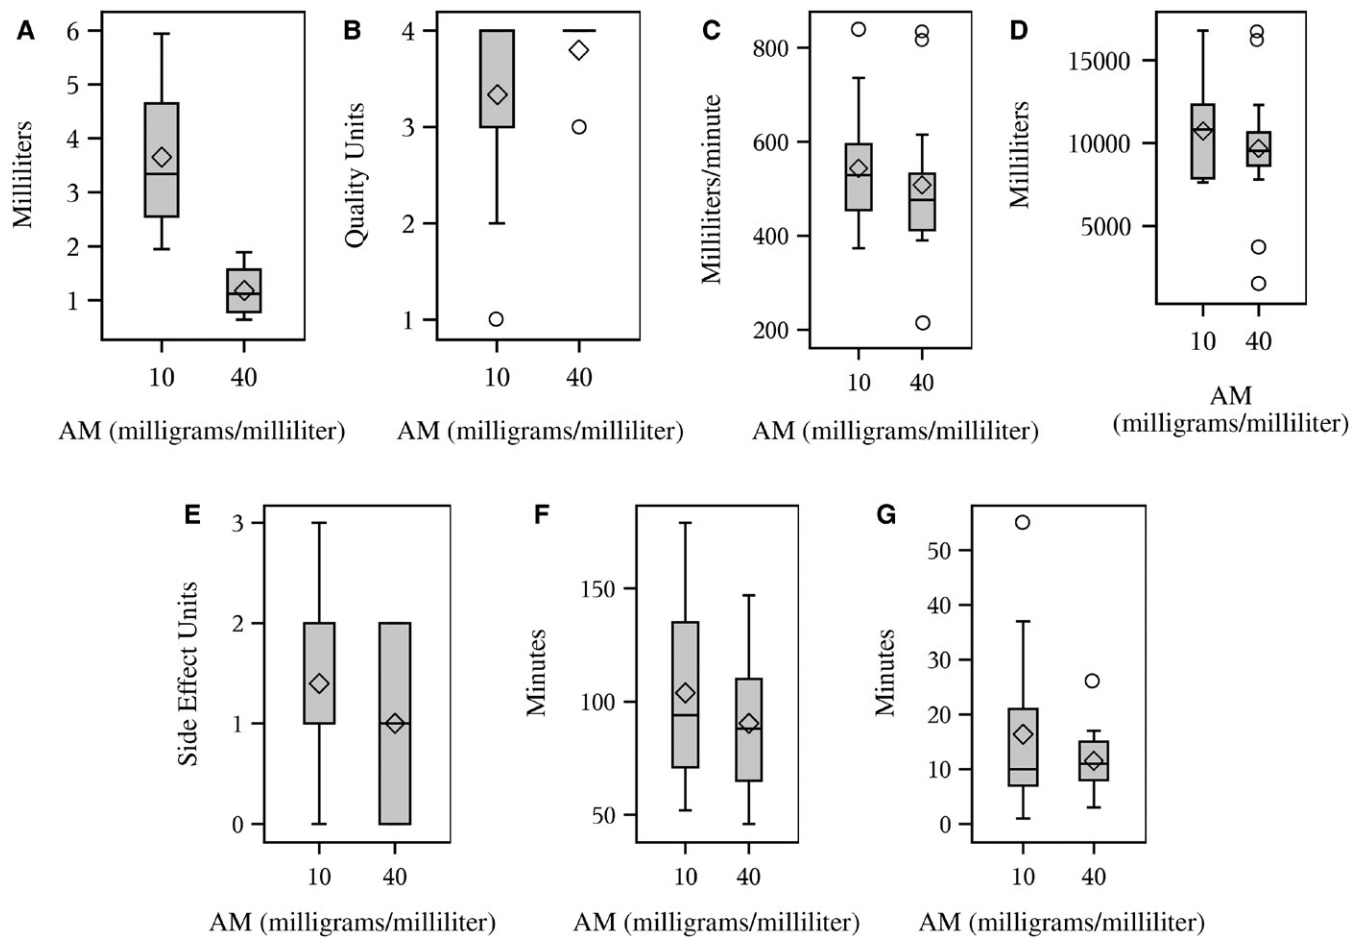 A
Milliliters
6
5
4
3
2
1
10 40
AM (milligrams/milliliter)
B
Quality Units
4
3
2
1
10 40
AM (milligrams/milliliter)
C
Milliliters/minute
800
600
400
200
10 40
AM (milligrams/milliliter)
D
Milliliters
15000
10000
5000
10 40
AM
(milligrams/milliliter)
E
Side Effect Units
3
2
1
0
10 40
AM (milligrams/milliliter)
F
Minutes
150
100
50
10 40
AM (milligrams/milliliter)
G
Minutes
50
40
30
20
10
0
10 40
AM (milligrams/milliliter)